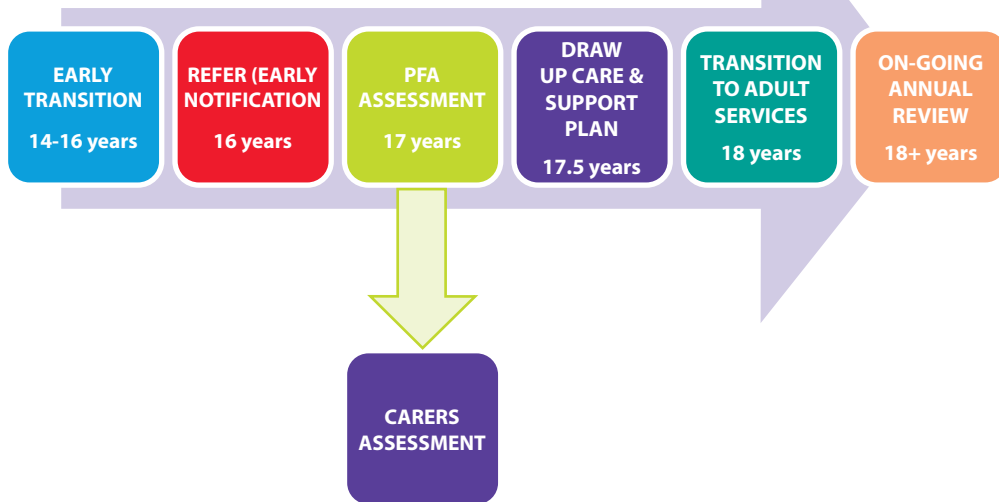 EARLY
TRANSITION
14-16 years
REFER (EARLY
NOTIFICATION
16 years
PFA
ASSESSMENT
17 years
DRAW
UP CARE &
SUPPORT
PLAN
17.5 years
TRANSITION
TO ADULT
SERVICES
18 years
ON-GOING
ANNUAL
REVIEW
18+ years
CARERS
ASSESSMENT